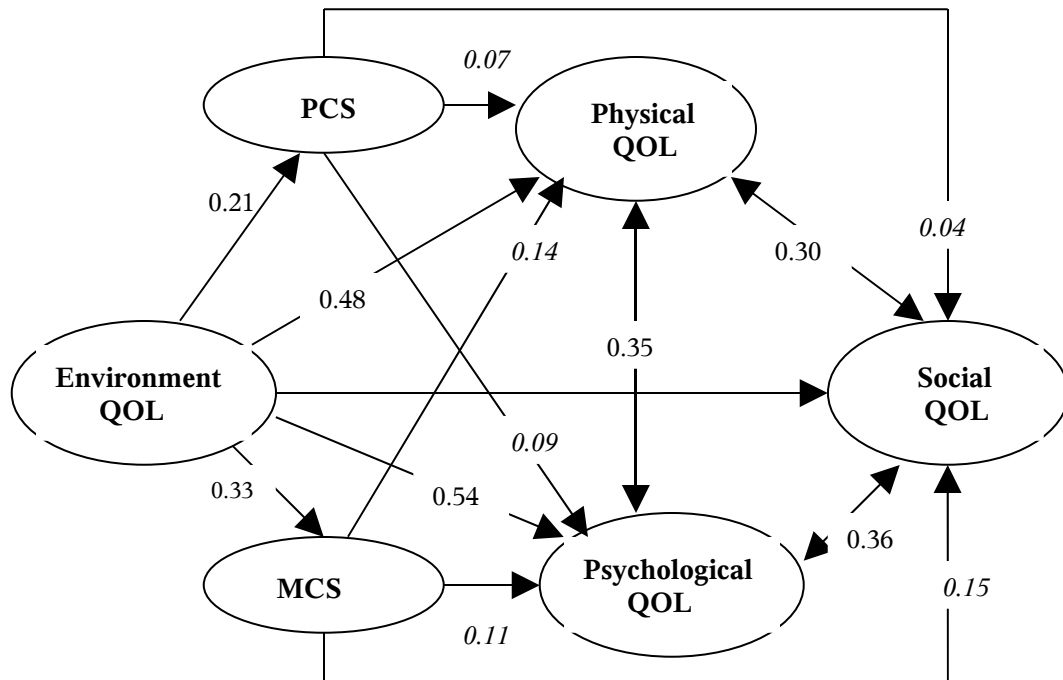 0.07
PCS
Physical
QOL
0.21
0.14
0.04
0.30
0.48
0.35
Environment
QOL
Social
QOL
0.09
0.33
0.54
0.36
Psychological
QOL
MCS
0.15
0.11